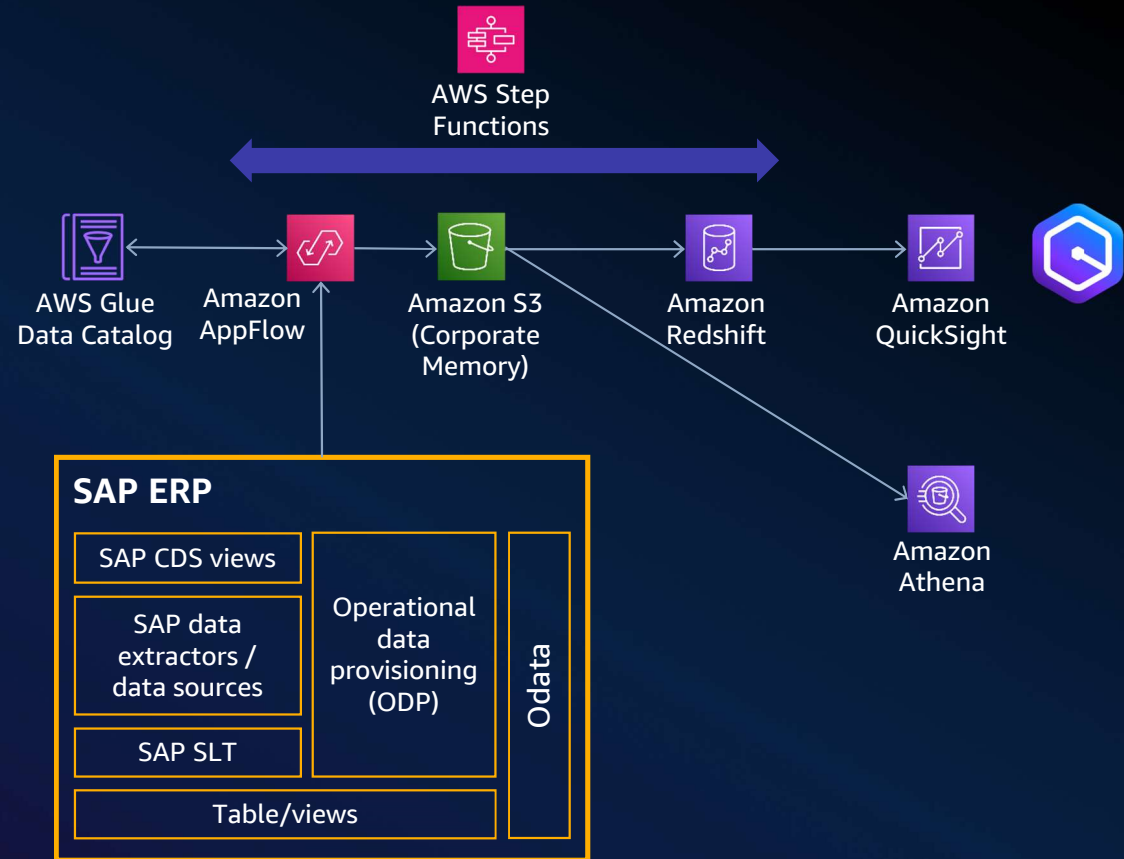 AWS Step
Functions
AWS Glue
Data Catalog
Amazon
AppFlow
Amazon S3
(Corporate
Memory)
Amazon
Redshift
Amazon
QuickSight
Amazon
Athena
SAP ERP
SAP CDS views
SAP data
extractors /
data sources
SAP SLT
Operational
data
provisioning
(ODP)
Odata
Table/views